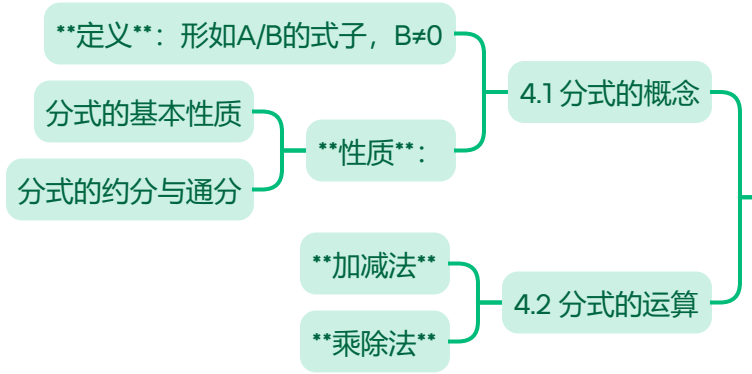 **定义**：形如A/B的式子，B≠0
4.1 分式的概念
分式的基本性质
**性质**：
分式的约分与通分
**加减法**
4.2 分式的运算
**乘除法**